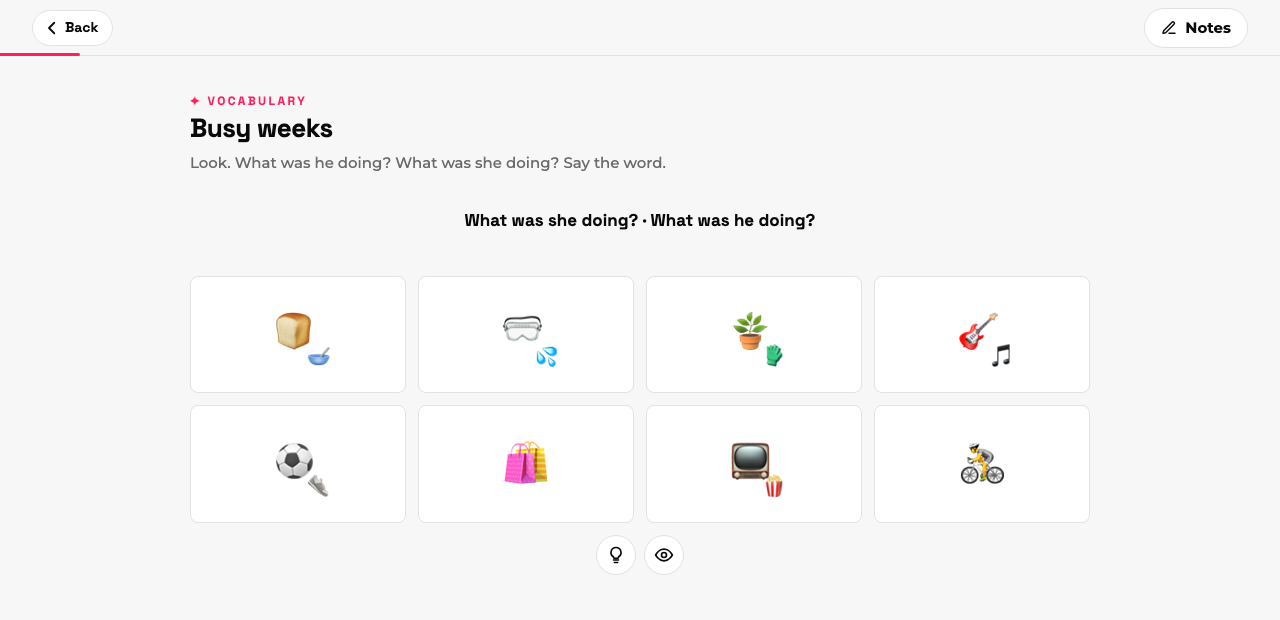 Back
Notes
VOCABULARY
Busy weeks
Look. What was he doing? What was she doing? Say the word.
What was she doing? · What was he doing?